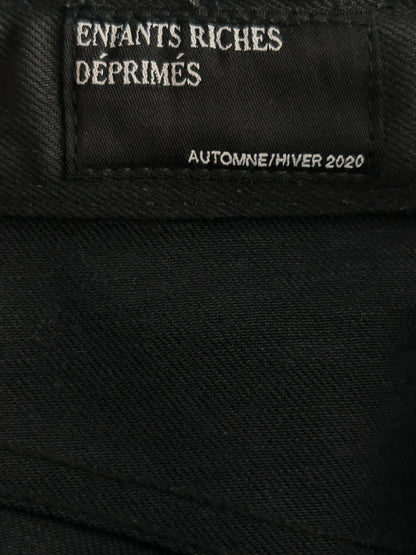 ENFANTS RICHES
DÉPRIMÉS
AUTOMNE/HIVER 2020